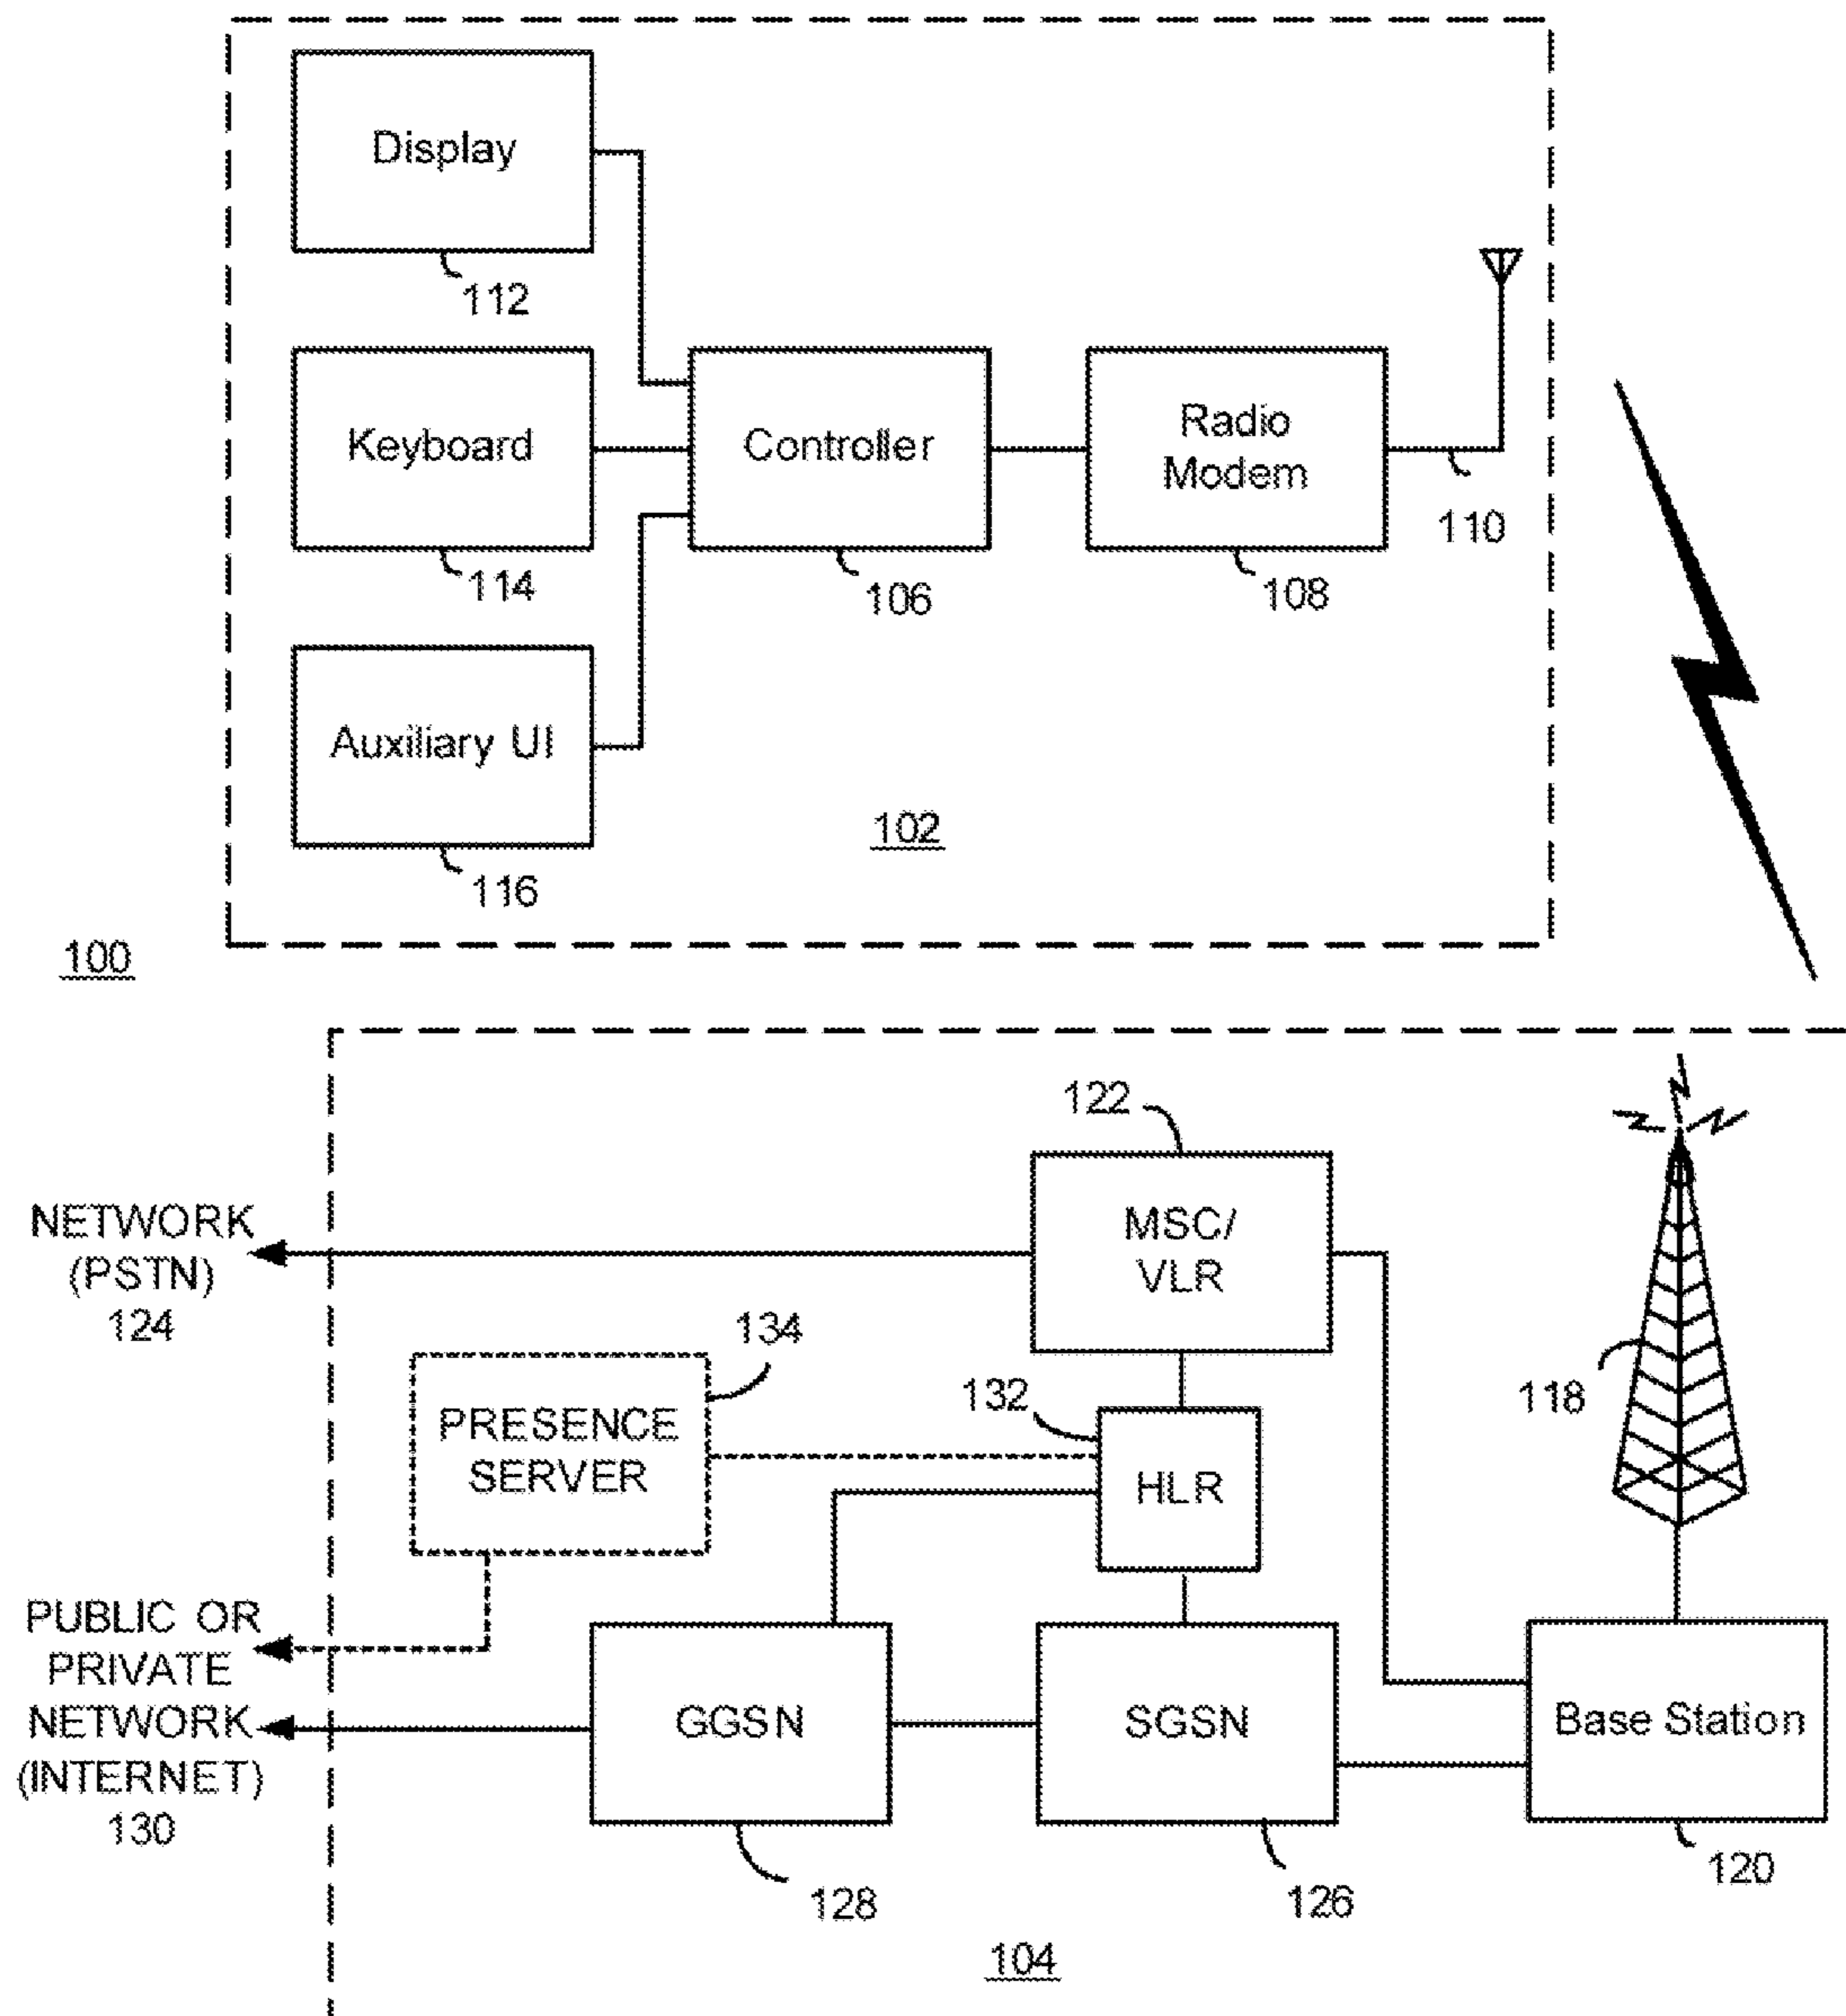 Display
112
Keyboard
114
Controller
106
Radio
Modem
108
110
Auxiliary UI
116
102
100
122
MSC/
VLR
NETWORK
(PSTN)
124
134
PRESENCE
SERVER
132
HLR
118
PUBLIC OR
PRIVATE
NETWORK
(INTERNET)
130
GGSN
128
SGSN
126
Base Station
120
104